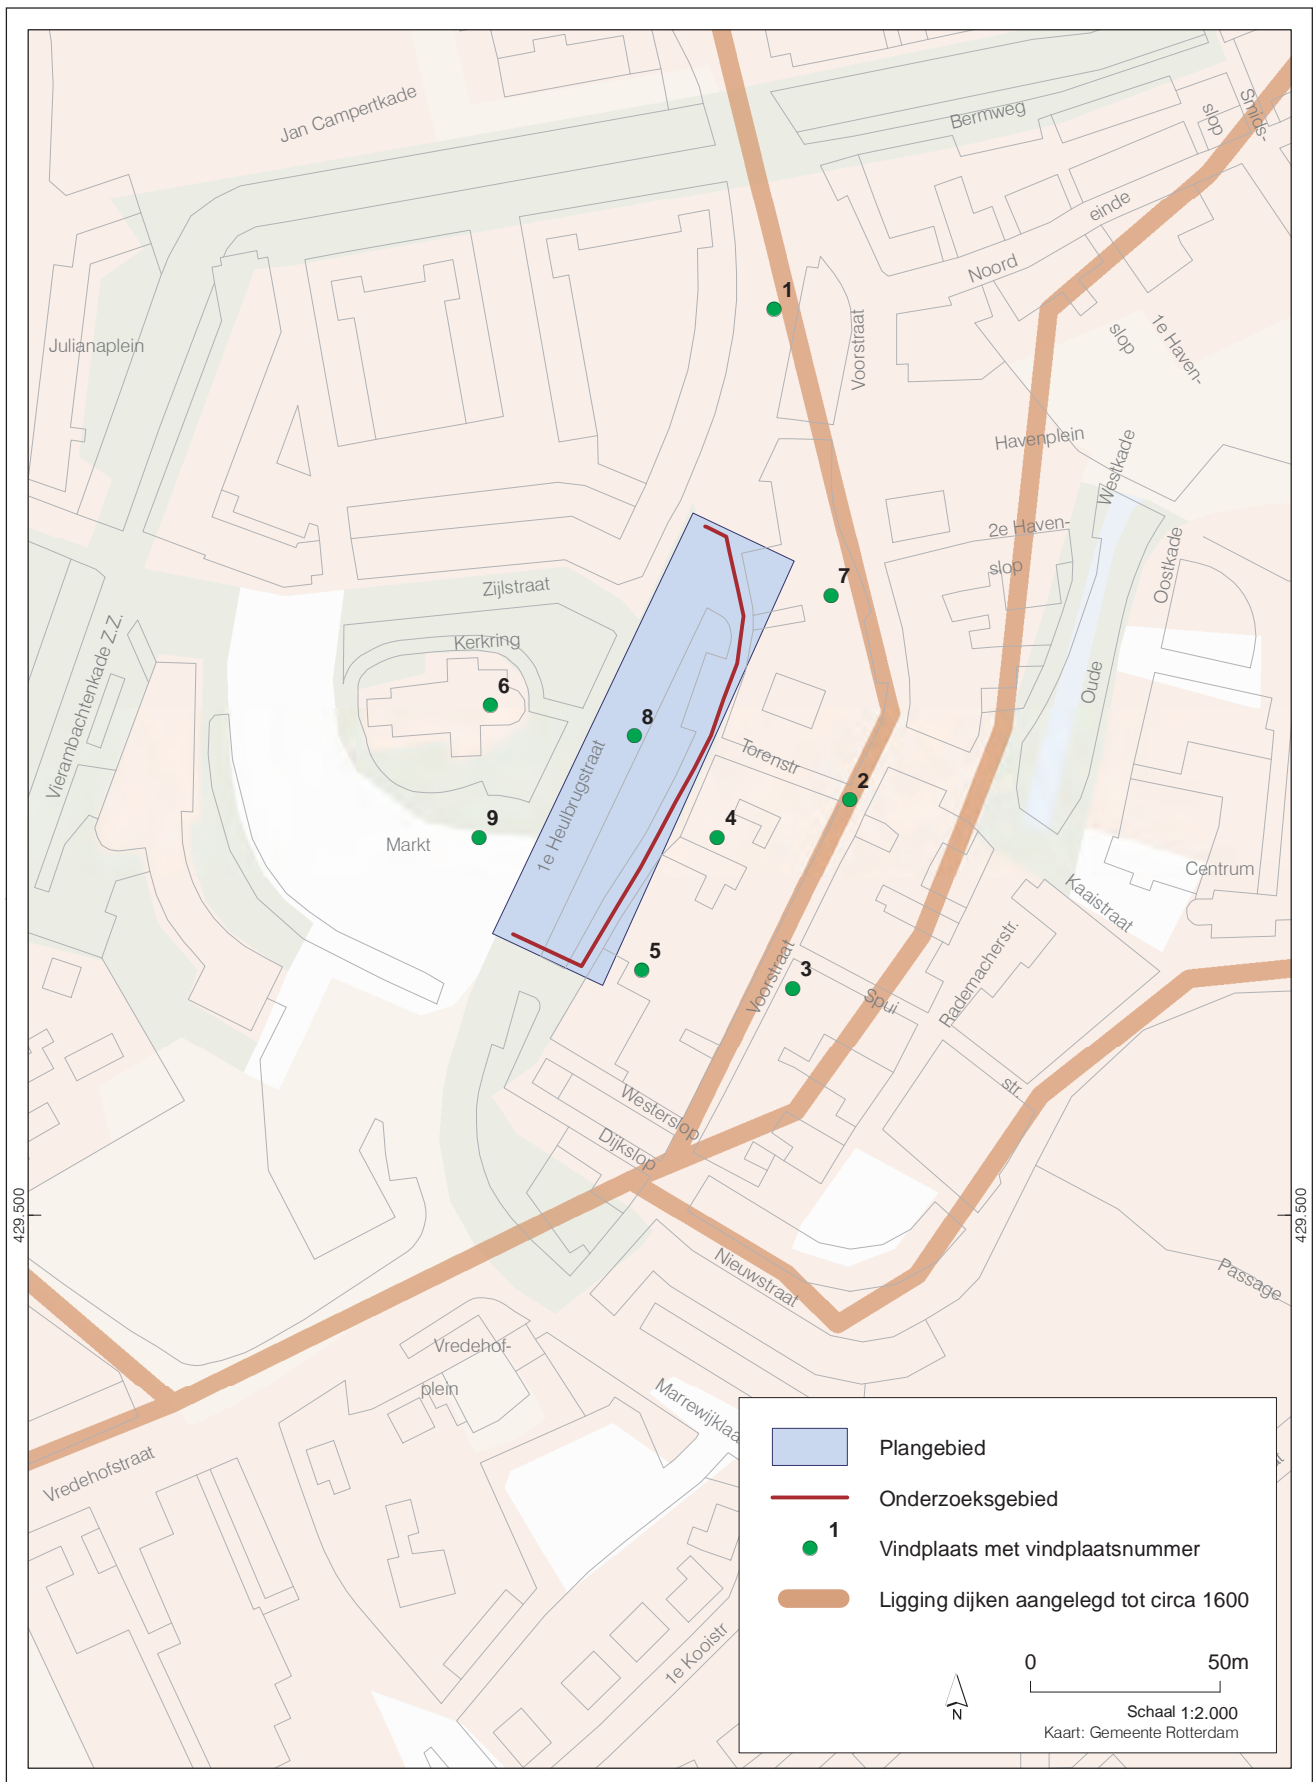 Jan Campertkade
Bermweg
Smids-
slop
einde
Noord
1
Julianaplein
Voorstraat
1e Haven-
slop
Havenplein
Westkade
2e Haven-
slop
Oostkade
Zijlstraat
7
Vierambachtenkade Z.Z.
Kerkring
6
Oude
8
Torenstr
2
1e Heulbrugstraat
4
9
Markt
Centrum
Kaaistraat
5
3
Voorstraat
Spui
Rademacherstr.
str.
Westerslop
Dijkslop
429.500
429.500
Nieuwstraat
Passage
Vredehof-
plein
Marrewijklaa
Vredehofstraat
1e Kooistr
Plangebied
Onderzoeksgebied
1
Vindplaats met vindplaatsnummer
Ligging dijken aangelegd tot circa 1600
0 50m
N
Schaal 1:2.000
Kaart: Gemeente Rotterdam